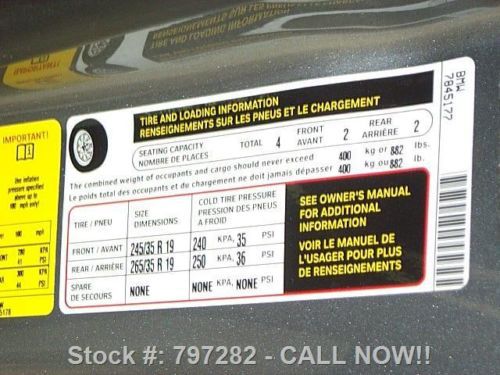 IMPORTANT!
TIRE AND LOADING INFORMATION
RENSEIGNEMENTS SUR LES PNEUS ET LE CHARGEMENT
SEATING CAPACITY
NOMBRE DE PLACES
TOTAL 4
FRONT
AVANT 2
REAR
ARRIÈRE 2
The combined weight of occupants and cargo should never exceed 400 kg or 882 lbs.
Le poids total des occupants et du chargement ne doit jamais dépasser 400 kg ou 882 lb.
TIRE / PNEU
SIZE
DIMENSIONS
COLD TIRE PRESSURE
PRESSION DES PNEUS
A FROID
FRONT / AVANT 245/35 R 19 240 KPA, 35 PSI
REAR / ARRIÈRE 265/35 R 19 250 KPA, 36 PSI
SPARE
DE SECOURS NONE NONE KPA, NONE PSI
SEE OWNER'S MANUAL
FOR ADDITIONAL
INFORMATION
VOIR LE MANUEL DE
L'USAGER POUR PLUS
DE RENSEIGNEMENTS
BMW
7845177
Stock #: 797282 - CALL NOW!!